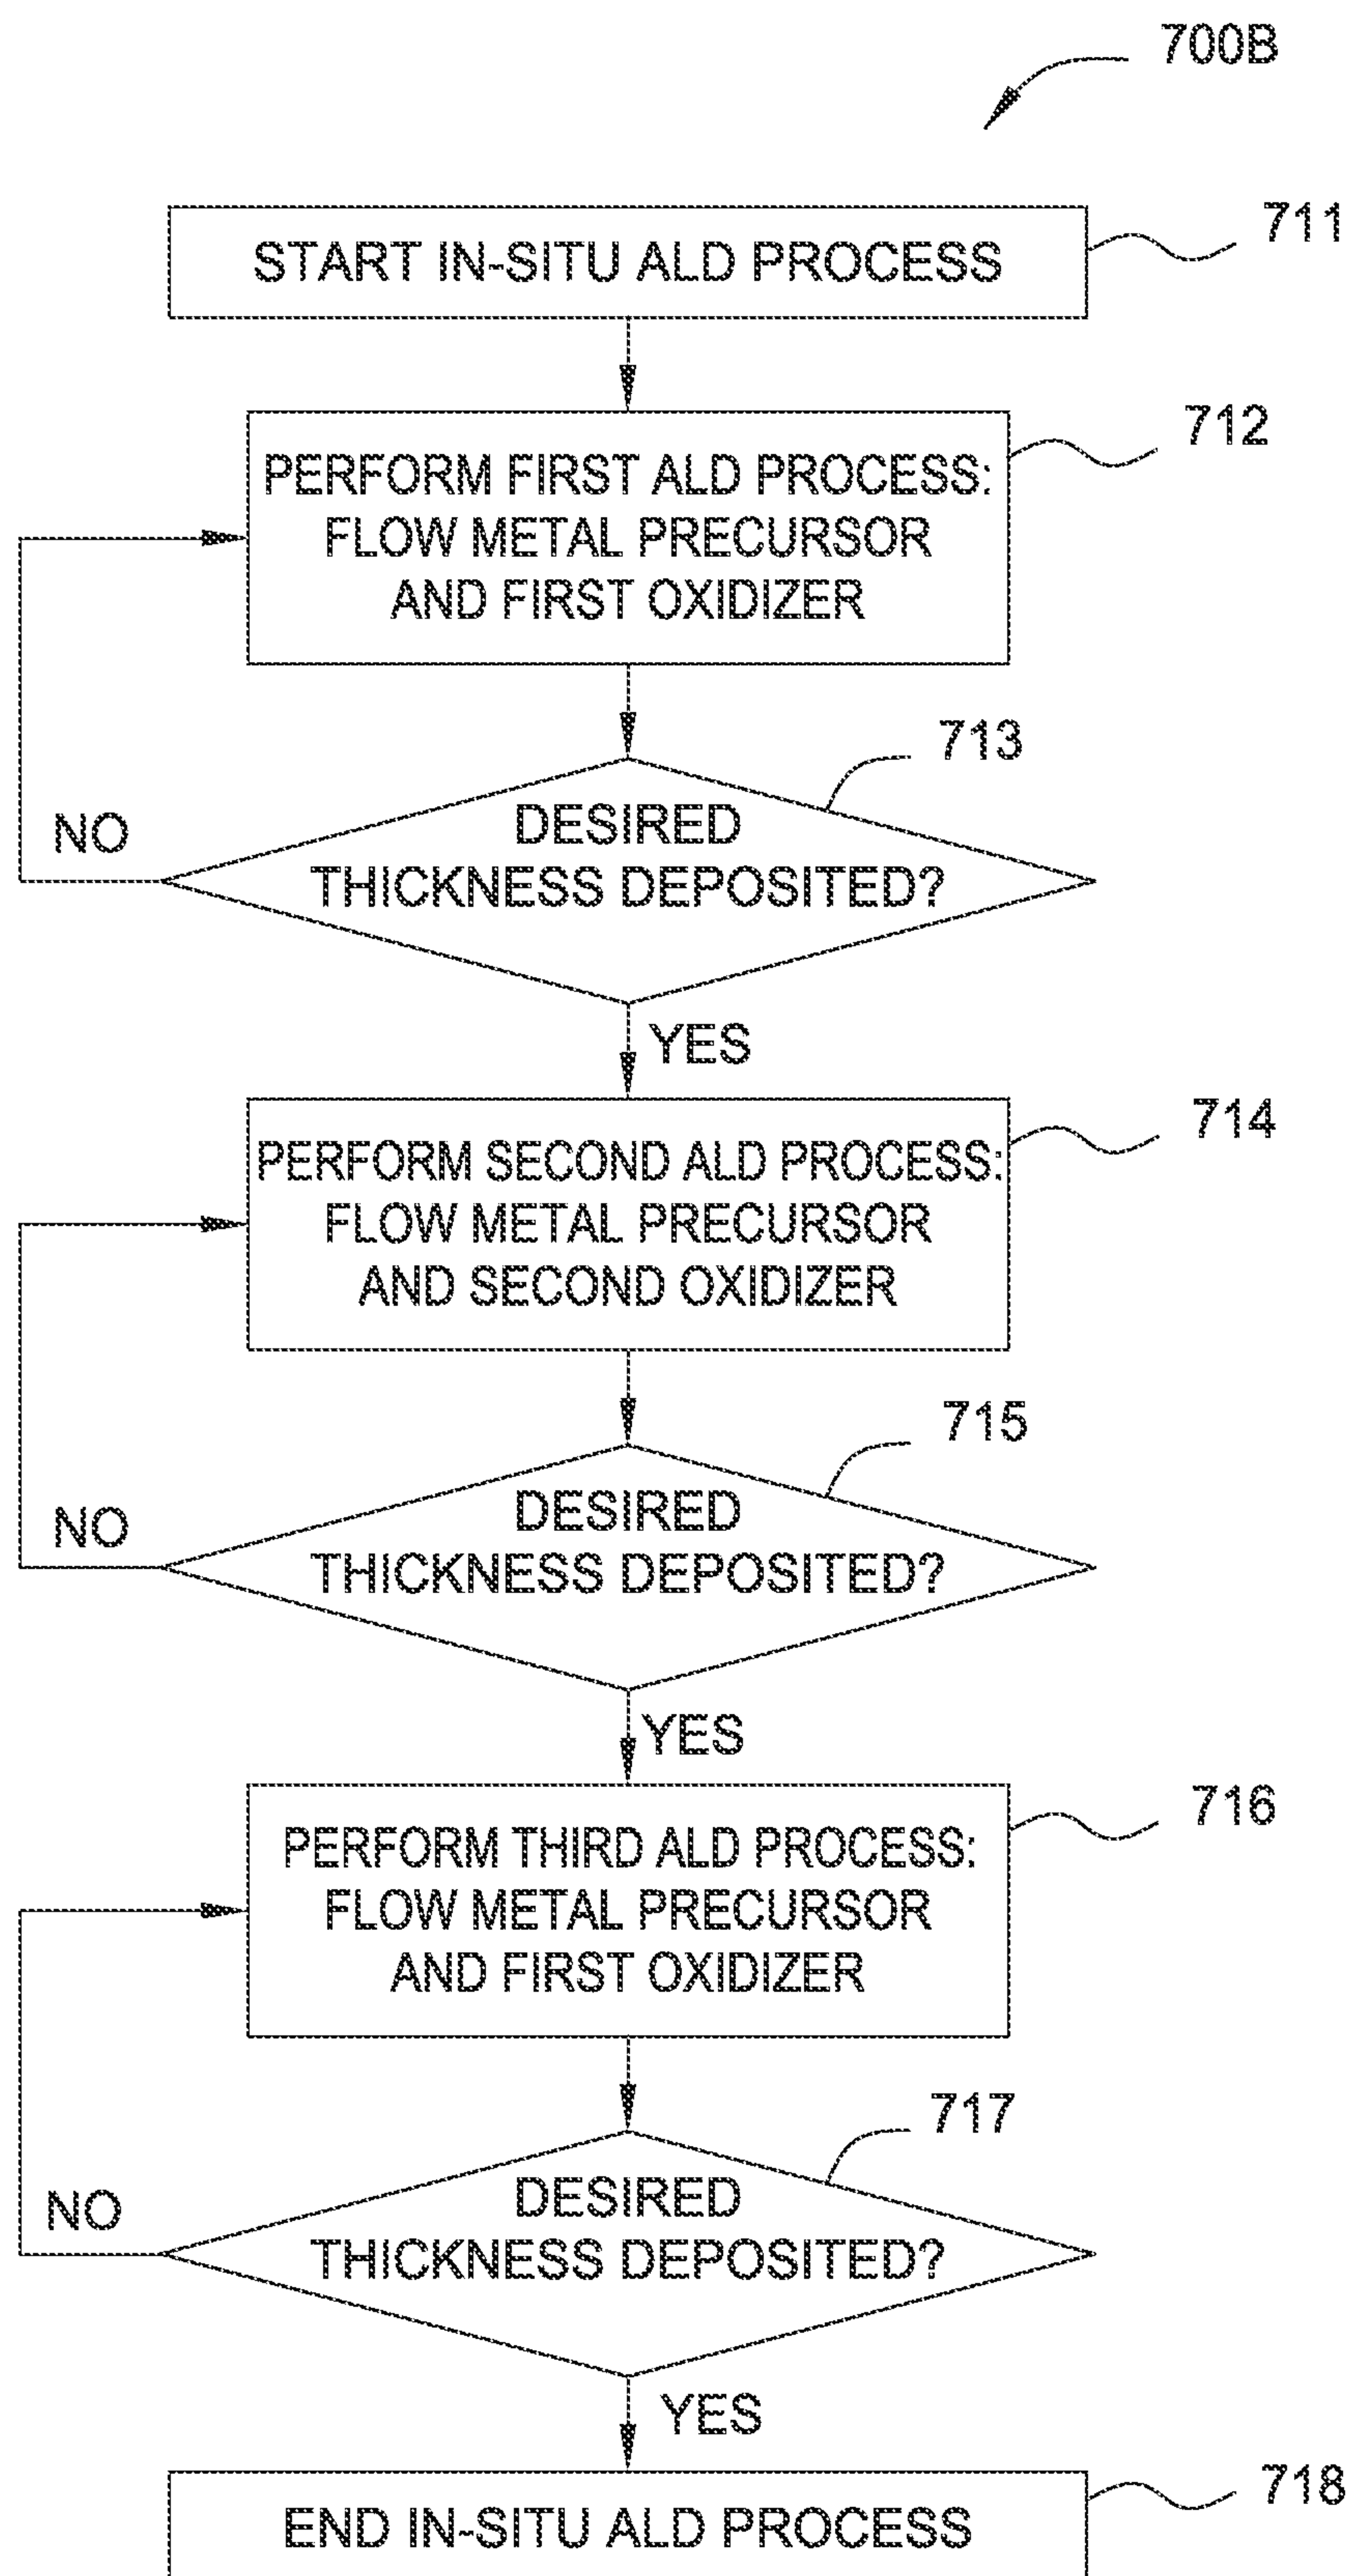 700B
START IN-SITU ALD PROCESS
711
PERFORM FIRST ALD PROCESS:
FLOW METAL PRECURSOR
AND FIRST OXIDIZER
712
713
DESIRED
THICKNESS DEPOSITED?
NO
YES
PERFORM SECOND ALD PROCESS:
FLOW METAL PRECURSOR
AND SECOND OXIDIZER
714
715
DESIRED
THICKNESS DEPOSITED?
NO
YES
PERFORM THIRD ALD PROCESS:
FLOW METAL PRECURSOR
AND FIRST OXIDIZER
716
717
DESIRED
THICKNESS DEPOSITED?
NO
YES
END IN-SITU ALD PROCESS
718